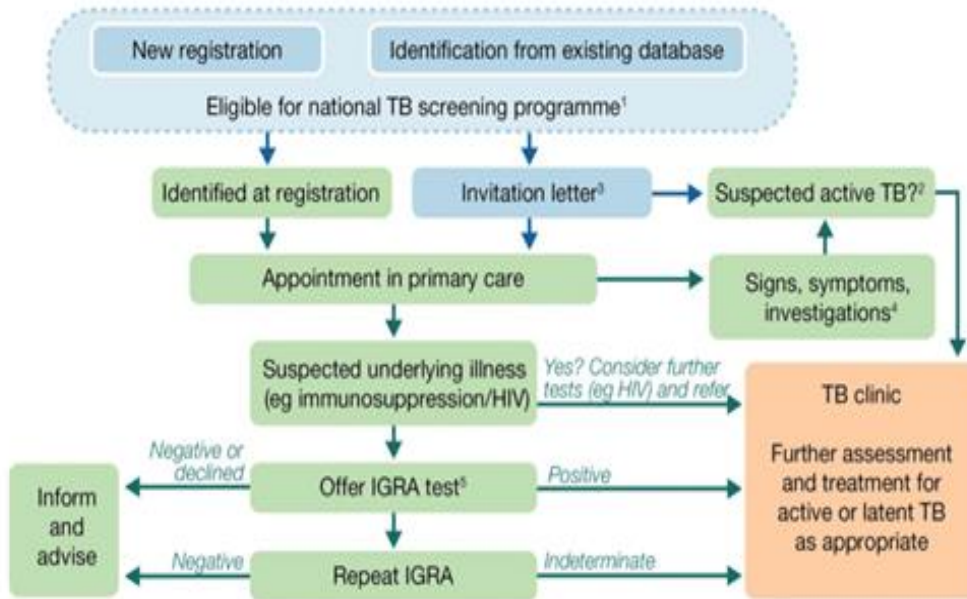 New registration
Identification from existing database
Eligible for national TB screening programme¹
Identified at registration
Invitation letter³
Suspected active TB?²
Appointment in primary care
Signs, symptoms,
investigations⁴
Suspected underlying illness
(eg immunosuppression/HIV)
Yes? Consider further
tests (eg HIV) and refer
TB clinic
Further assessment
and treatment for
active or latent TB
as appropriate
Negative or
declined
Offer IGRA test⁵
Positive
Inform
and
advise
Negative
Repeat IGRA
Indeterminate